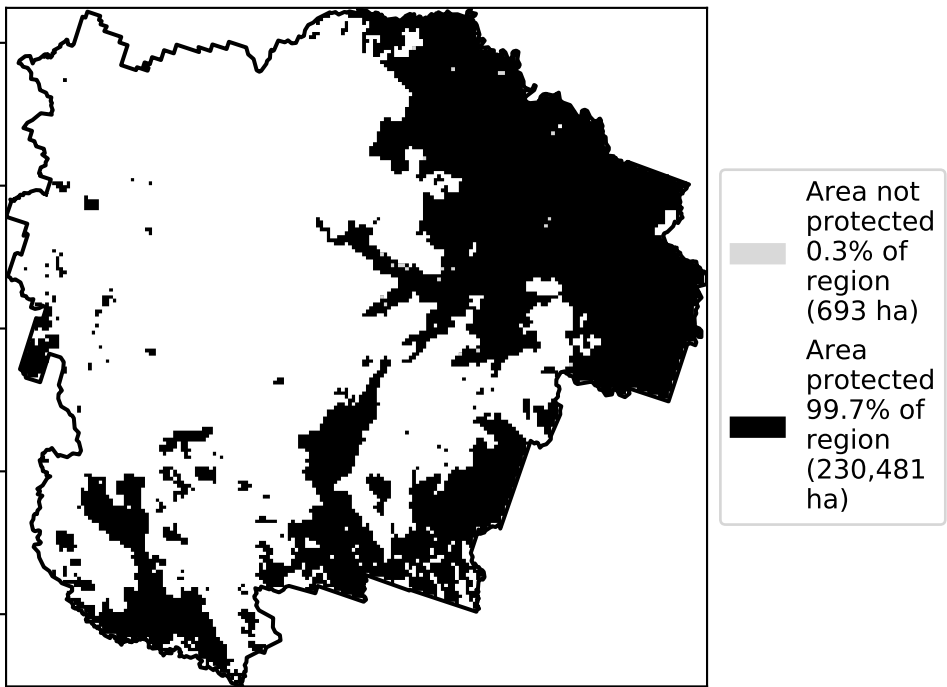 Area not
protected
0.3% of
region
(693 ha)
Area
protected
99.7% of
region
(230,481
ha)